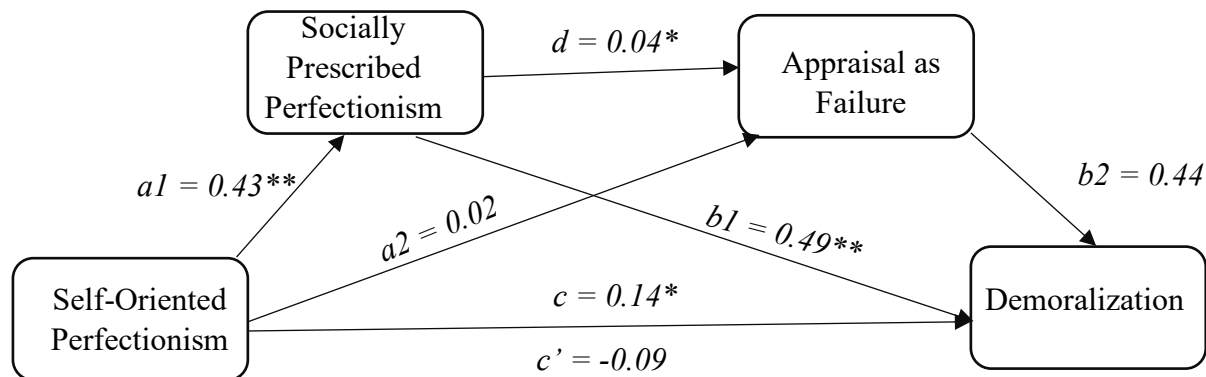 Socially
Prescribed
Perfectionism
d = 0.04*
Appraisal as
Failure
a1 = 0.43**
a2 = 0.02
b1 = 0.49**
b2 = 0.44
Self-Oriented
Perfectionism
c = 0.14*
c’ = -0.09
Demoralization